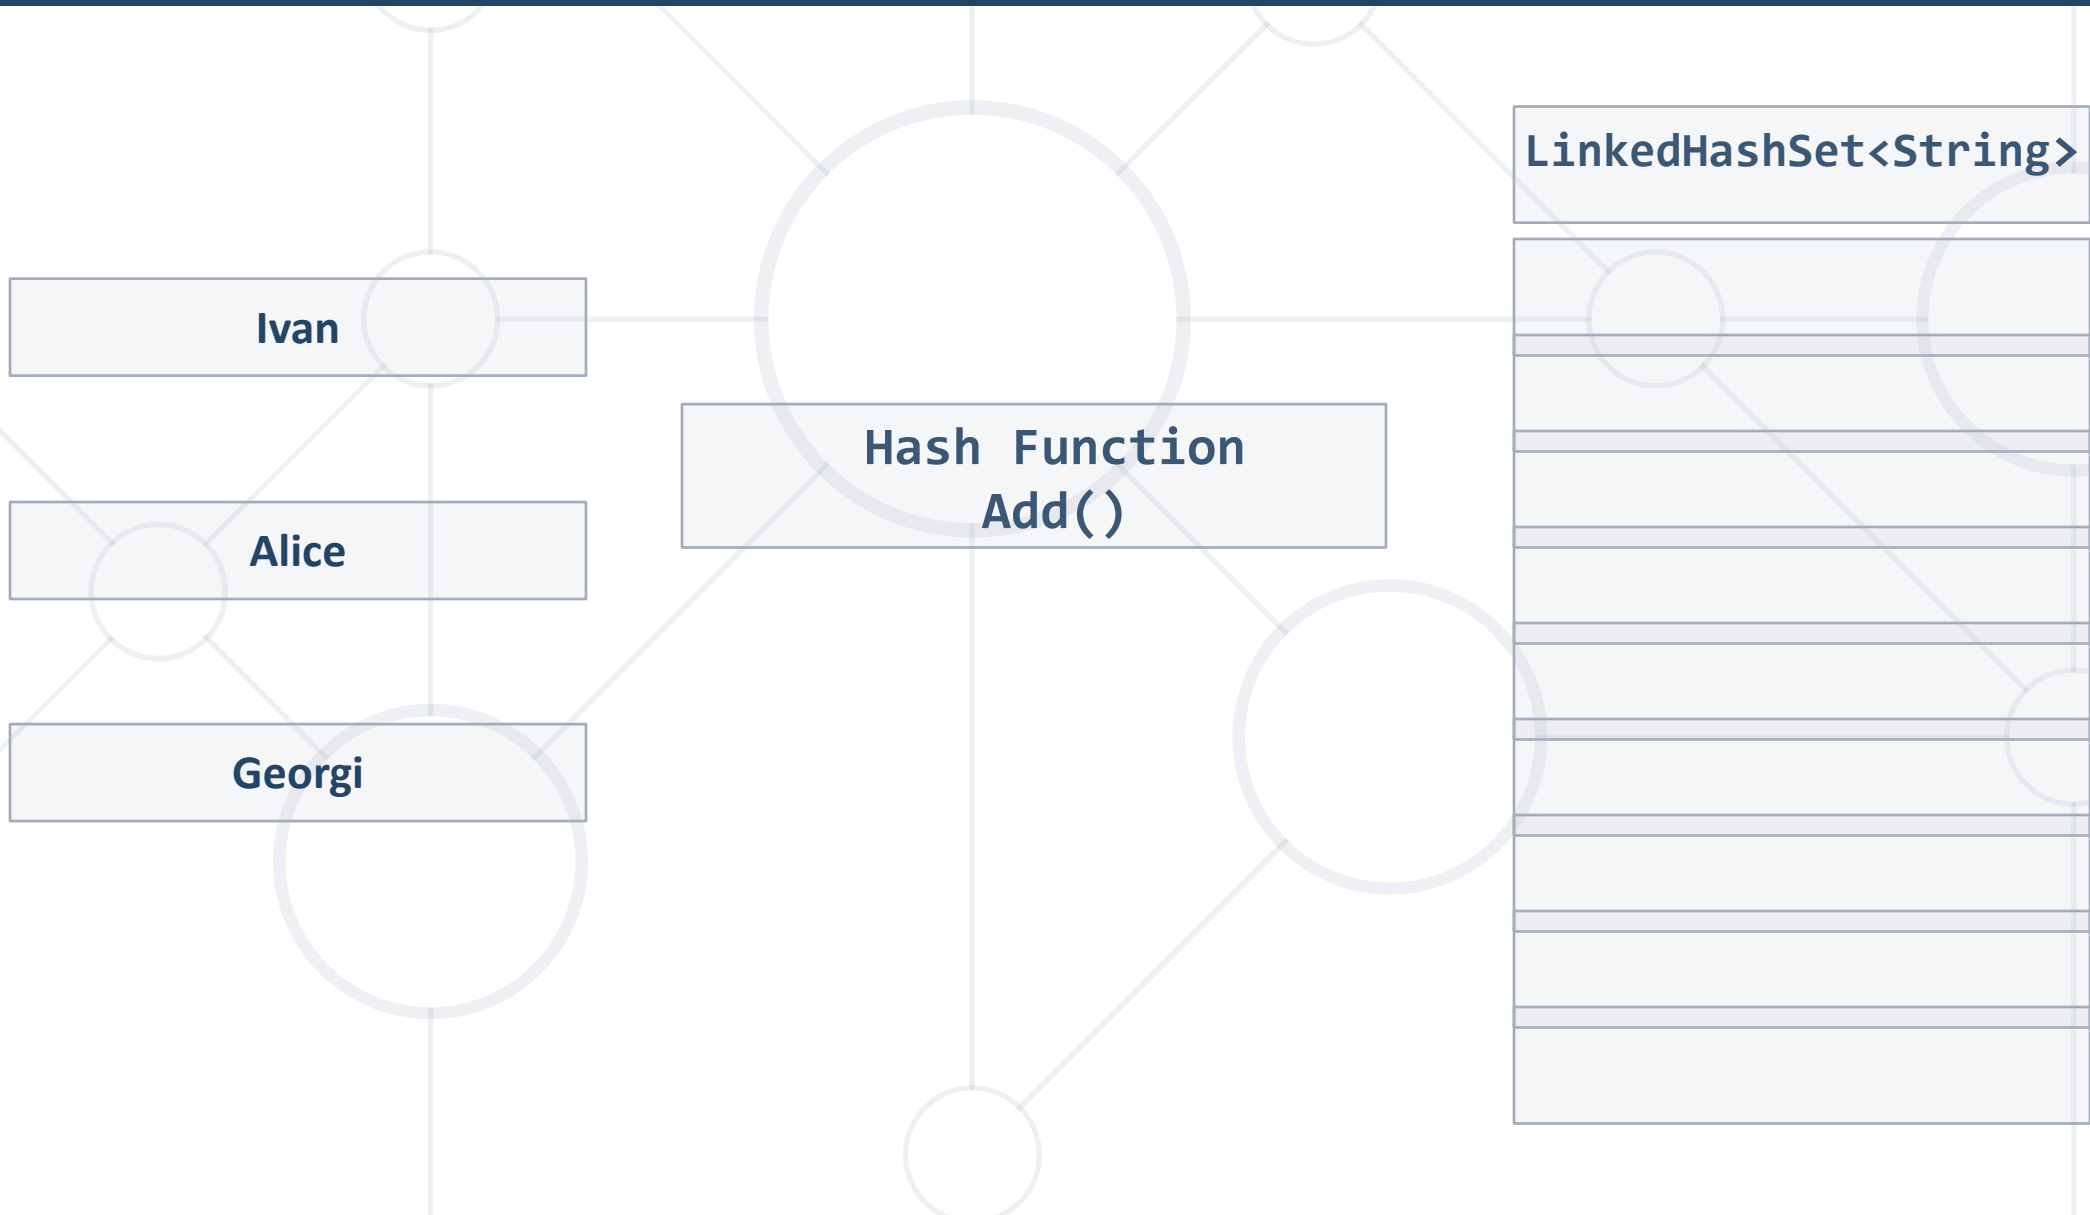 LinkedHashSet<String>
Ivan
Hash Function
Add()
Alice
Georgi